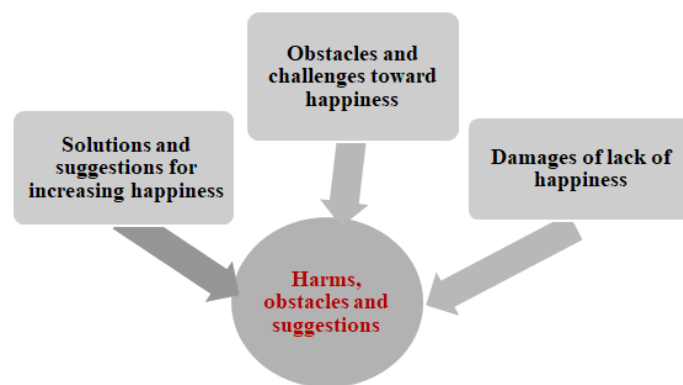 Obstacles and
challenges toward
happiness
Solutions and
suggestions for
increasing happiness
Damages of lack of
happiness
Harms,
obstacles and
suggestions